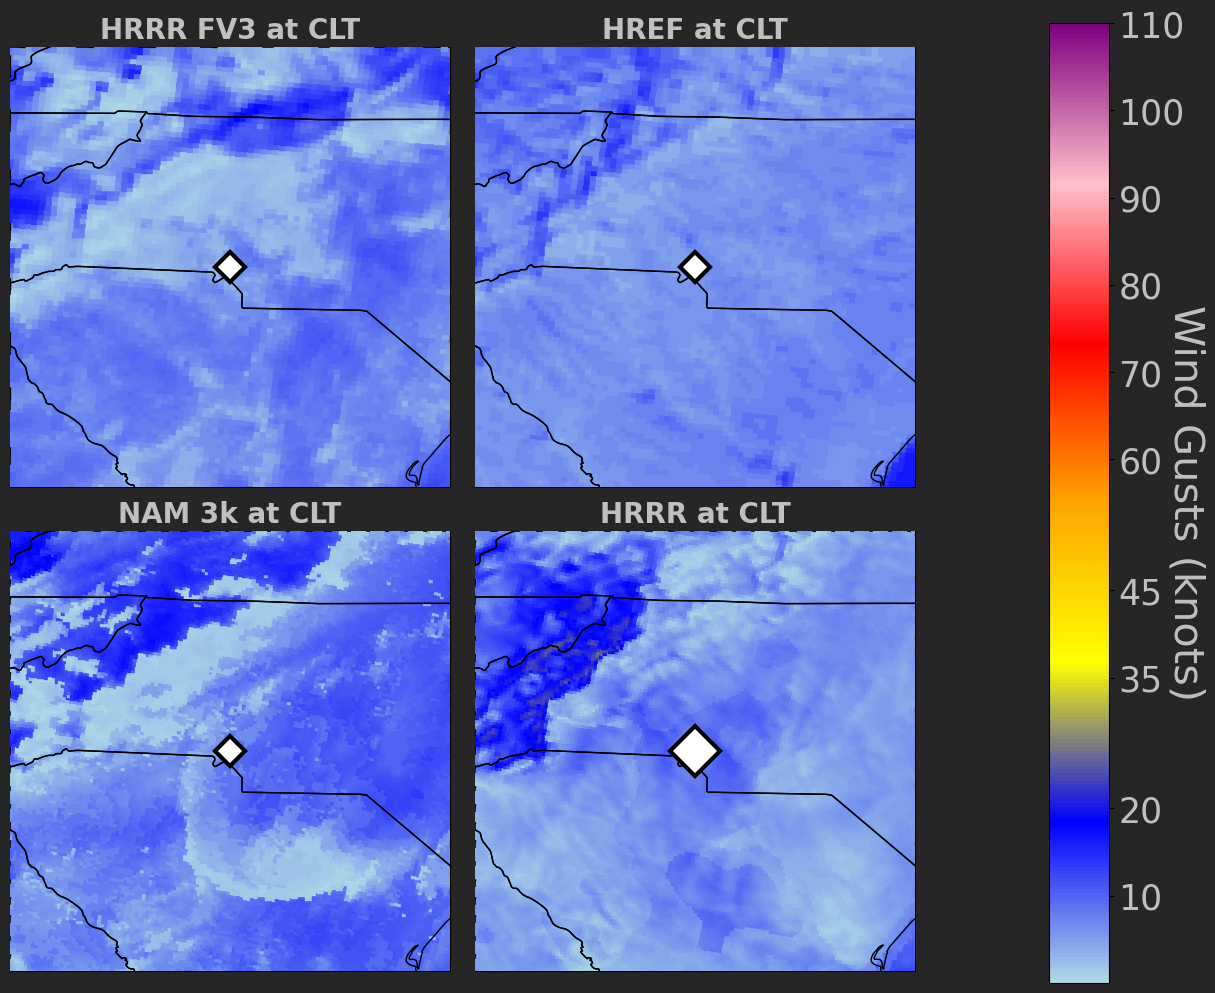 HRRR FV3 at CLT
HREF at CLT
NAM 3k at CLT
HRRR at CLT
110
100
90
80
70
60
45
35
20
10
Wind Gusts (knots)